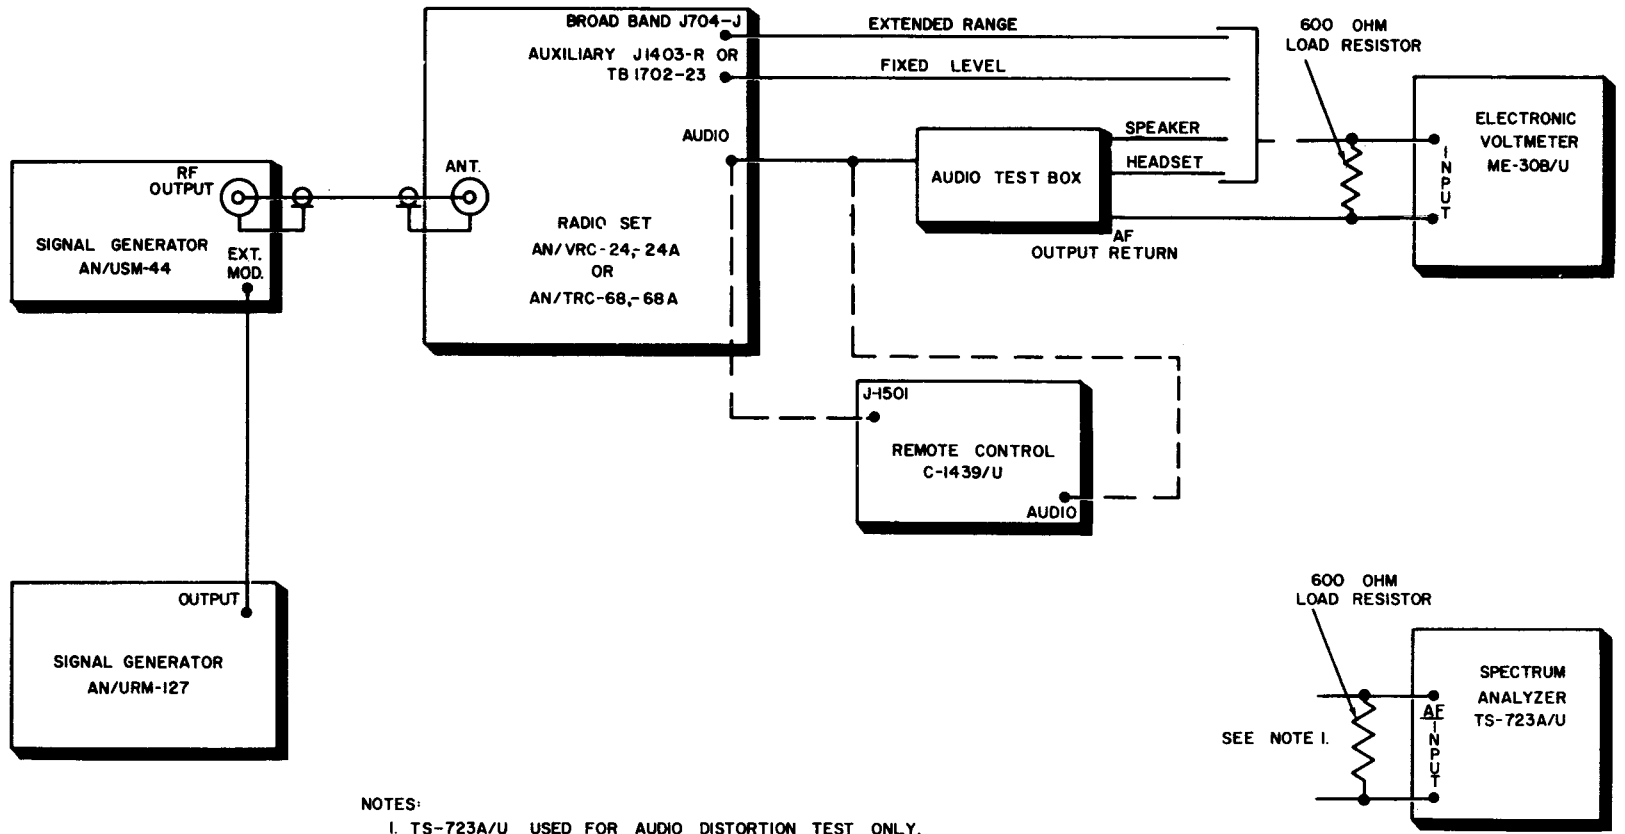 BROAD BAND J704-J
AUXILIARY J1403-R OR
TB 1702-23
AUDIO
ANT.
RADIO SET
AN/VRC-24,-24A
OR
AN/TRC-68,-68A
EXTENDED RANGE
FIXED LEVEL
SPEAKER
HEADSET
AUDIO TEST BOX
AF
OUTPUT RETURN
600 OHM
LOAD RESISTOR
ELECTRONIC
VOLTMETER
ME-30B/U
INPUT
RF
OUTPUT
SIGNAL GENERATOR
AN/USM-44
EXT.
MOD.
J-1501
REMOTE CONTROL
C-1439/U
AUDIO
OUTPUT
SIGNAL GENERATOR
AN/URM-127
600 OHM
LOAD RESISTOR
SEE NOTE 1.
SPECTRUM
ANALYZER
TS-723A/U
AF
INPUT
NOTES:
1. TS-723A/U USED FOR AUDIO DISTORTION TEST ONLY.